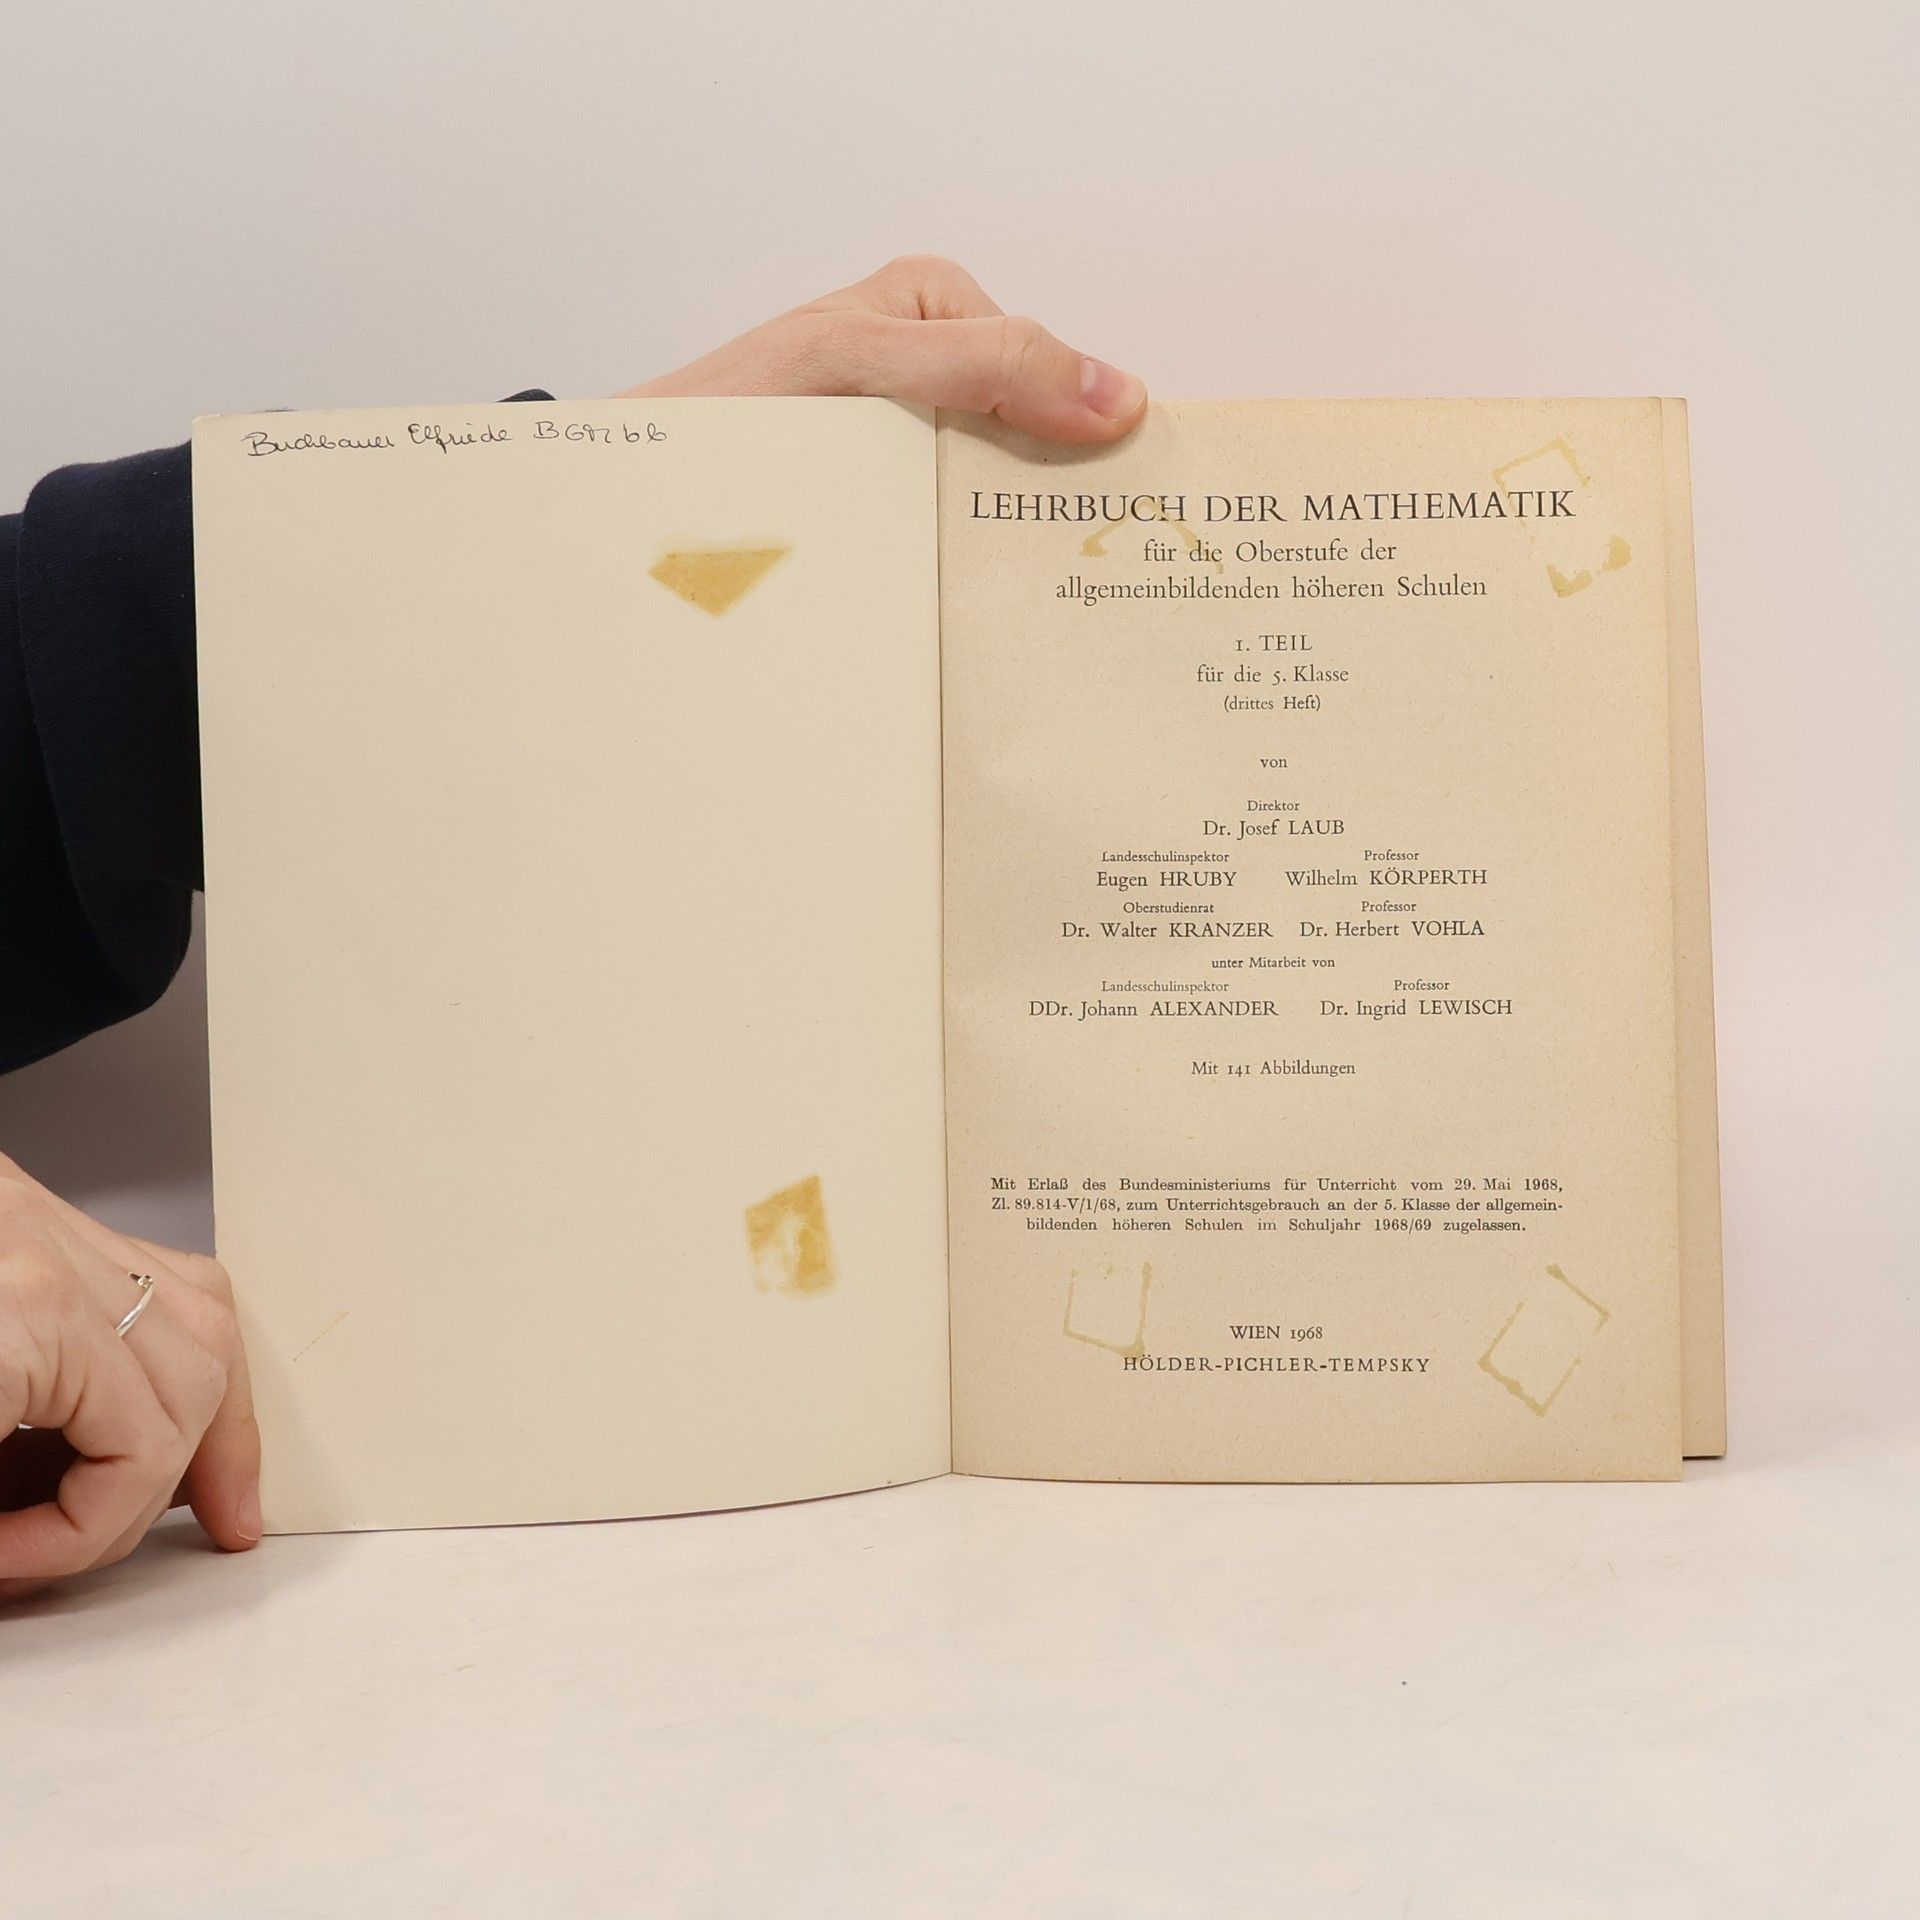 Buchbauer Elfriede
LEHRBUCH DER MATHEMATIK
für die Oberstufe der
allgemeinbildenden höheren Schulen
1. TEIL
für die 5. Klasse
(drittes Heft)
von
Direktor
Dr. Josef LAUB
Landesschulinspektor Professor
Eugen HRUBY Wilhelm KÖRPERTH
Oberstudienrat Professor
Dr. Walter KRANZER Dr. Herbert VOHLA
unter Mitarbeit von
Landesschulinspektor Professor
DDr. Johann ALEXANDER Dr. Ingrid LEWISCH
Mit 141 Abbildungen
Mit Erlaß des Bundesministeriums für Unterricht vom 29. Mai 1968,
Zl. 89.814-V/1/68, zum Unterrichtsgebrauch an der 5. Klasse der allgemein-
bildenden höheren Schulen im Schuljahr 1968/69 zugelassen.
WIEN 1968
HÖLDER-PICHLER-TEMPSKY